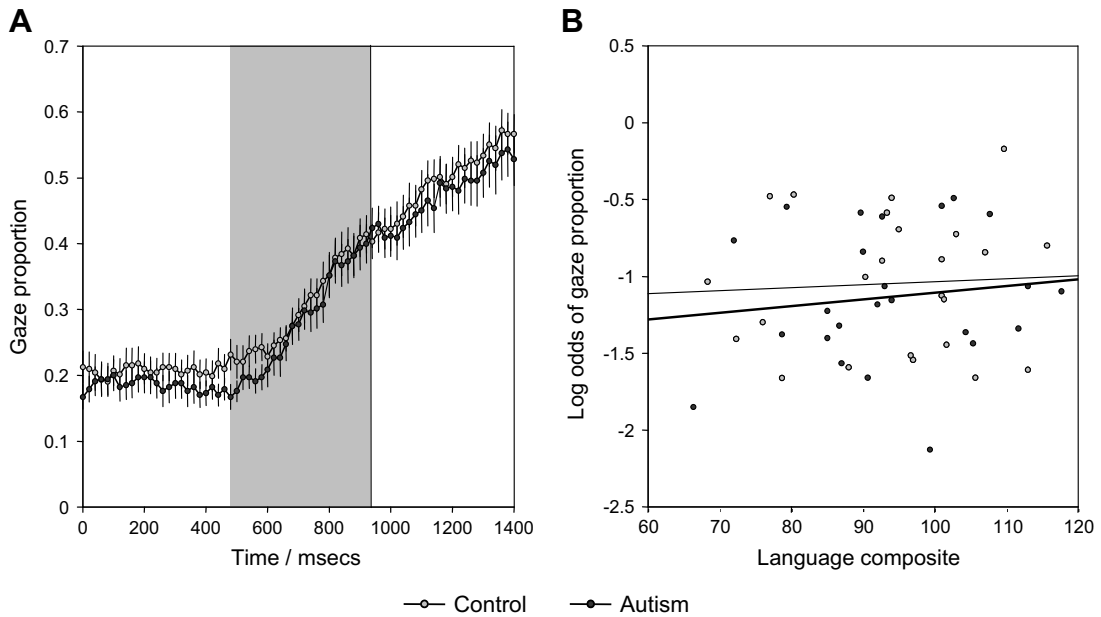 A
Gaze proportion
0.7
0.6
0.5
0.4
0.3
0.2
0.1
0
0 200 400 600 800 1000 1200 1400
Time / msecs
B
Log odds of gaze proportion
0.5
0
-0.5
-1
-1.5
-2
-2.5
60 70 80 90 100 110 120
Language composite
Control Autism